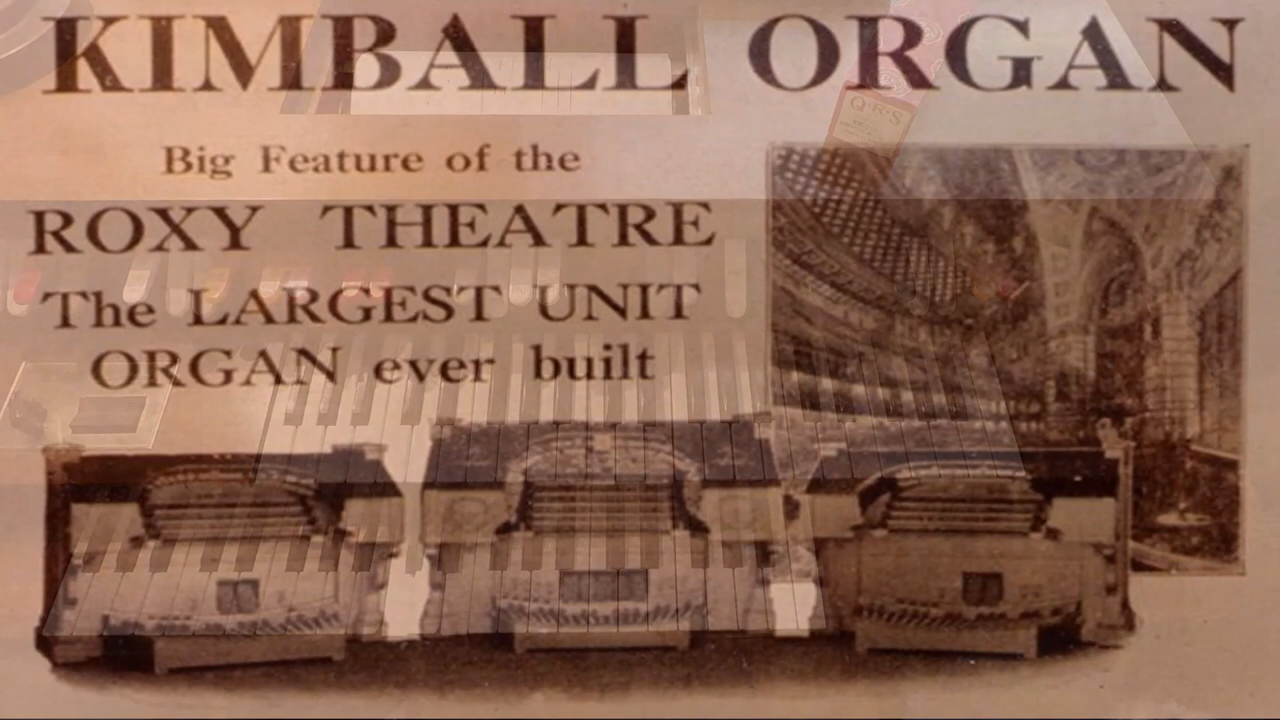 KIMBALL ORGAN
Q·R·S
Big Feature of the
ROXY THEATRE
The LARGEST UNIT
ORGAN ever built